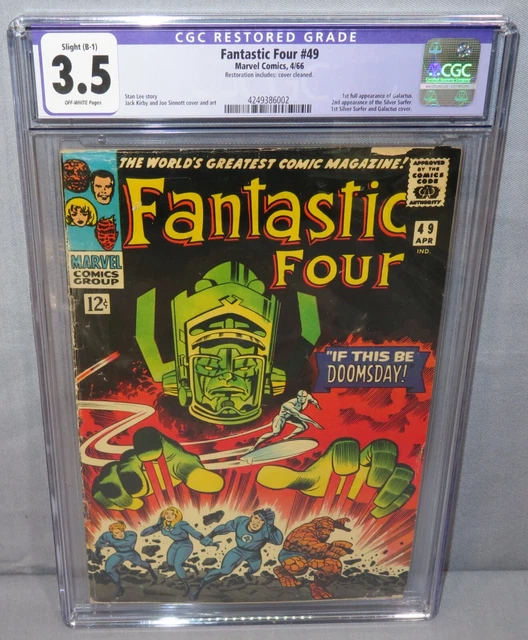 CGC RESTORED GRADE
Slight (B-1)
3.5
OFF-WHITE Pages
Fantastic Four #49
Marvel Comics, 4/66
Restoration includes: cover cleaned.
Stan Lee story
Jack Kirby and Joe Sinnott cover and art
4249386002
1st full appearance of Galactus.
2nd appearance of the Silver Surfer.
1st Silver Surfer and Galactus cover.
CGC
THE WORLD'S GREATEST COMIC MAGAZINE!
APPROVED
BY THE
COMICS
CODE
AUTHORITY
Fantastic
Four
49
APR
IND.
MARVEL
COMICS
GROUP
12¢
"IF THIS BE
DOOMSDAY!